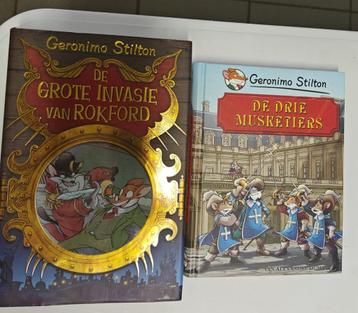 Geronimo Stilton
DE
GROTE INVASIE
VAN ROKFORD
Geronimo Stilton
DE DRIE
MUSKETIERS